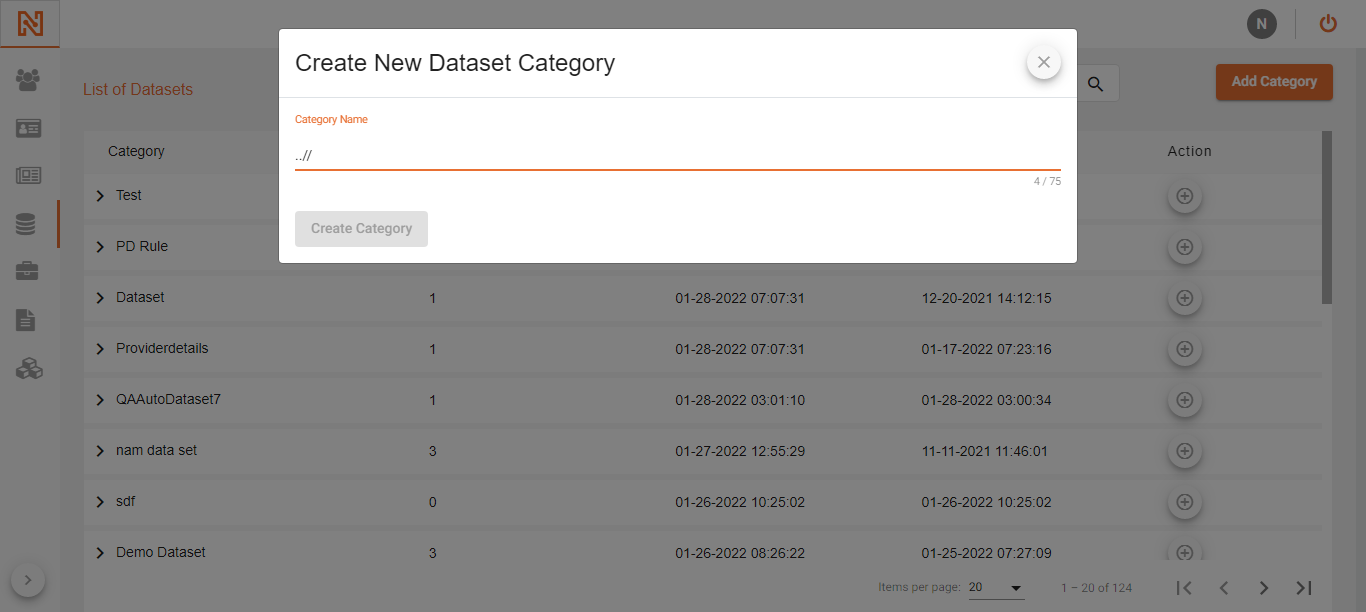 N
Create New Dataset Category
List of Datasets
Add Category
Category Name
..//
4 / 75
Create Category
Category
Action
Test
PD Rule
Dataset 1 01-28-2022 07:07:31 12-20-2021 14:12:15
Providerdetails 1 01-28-2022 07:07:31 01-17-2022 07:23:16
QAAutoDataset7 1 01-28-2022 03:01:10 01-28-2022 03:00:34
nam data set 3 01-27-2022 12:55:29 11-11-2021 11:46:01
sdf 0 01-26-2022 10:25:02 01-26-2022 10:25:02
Demo Dataset 3 01-26-2022 08:26:22 01-25-2022 07:27:09
Items per page: 20 1 – 20 of 124